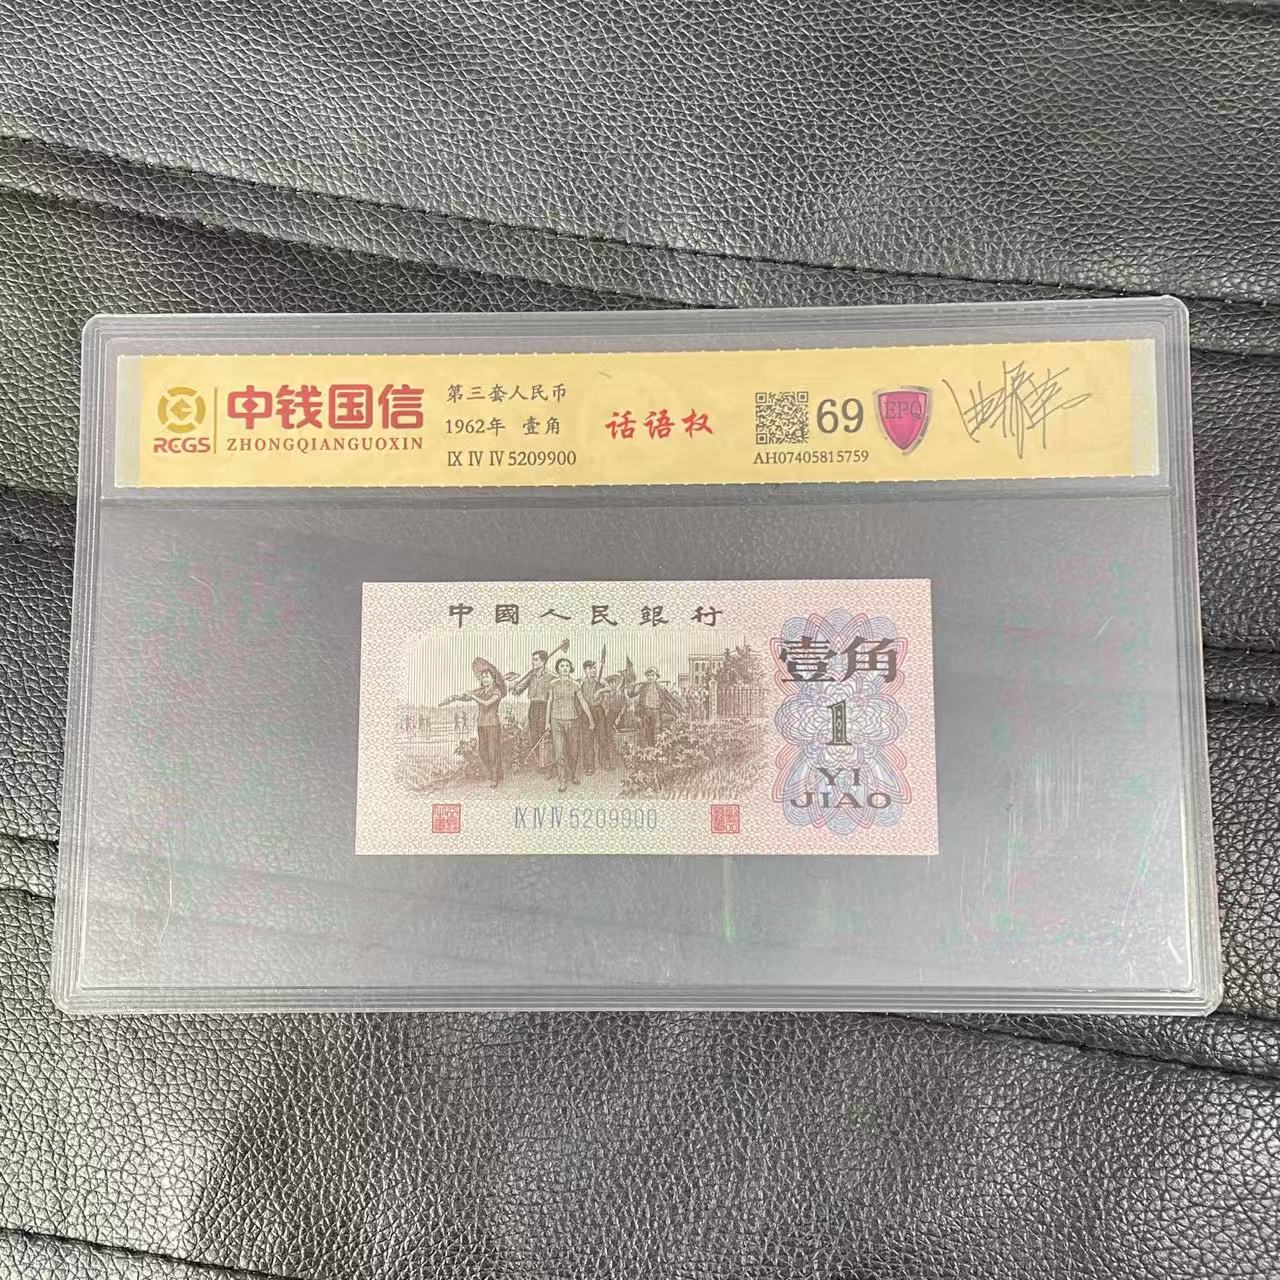 中钱国信
RCGS ZHONGQIANGUOXIN
第三套人民币
1962年 壹角
Ⅸ Ⅳ Ⅳ 5209900
话语权
69
EPQ
AH07405815759
中國人民銀行
壹角
1
YI
JIAO
Ⅸ Ⅳ Ⅳ 5209900